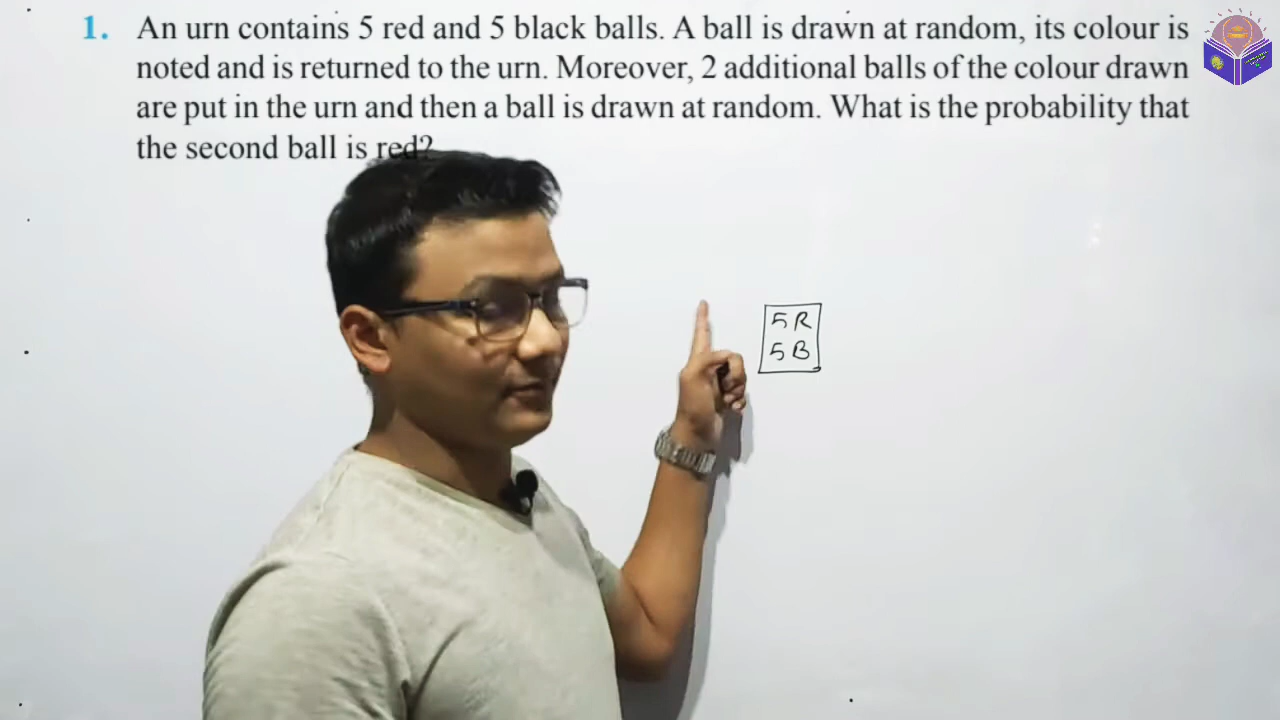 1. An urn contains 5 red and 5 black balls. A ball is drawn at random, its colour is
noted and is returned to the urn. Moreover, 2 additional balls of the colour drawn
are put in the urn and then a ball is drawn at random. What is the probability that
the second ball is red?
5R
5B